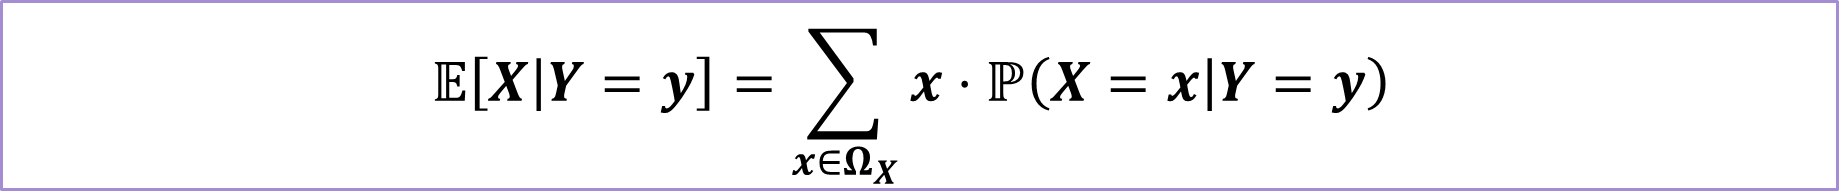 𝔼[X|Y = y] = ∑ x∈Ω_X x · ℙ(X = x|Y = y)